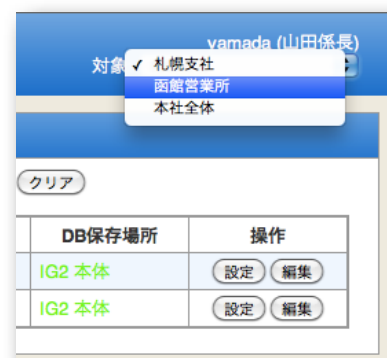 yamada (山田係長)
対象 ✓ 札幌支社
函館営業所
本社全体
クリア
DB保存場所 操作
IG2 本体 設定 編集
IG2 本体 設定 編集